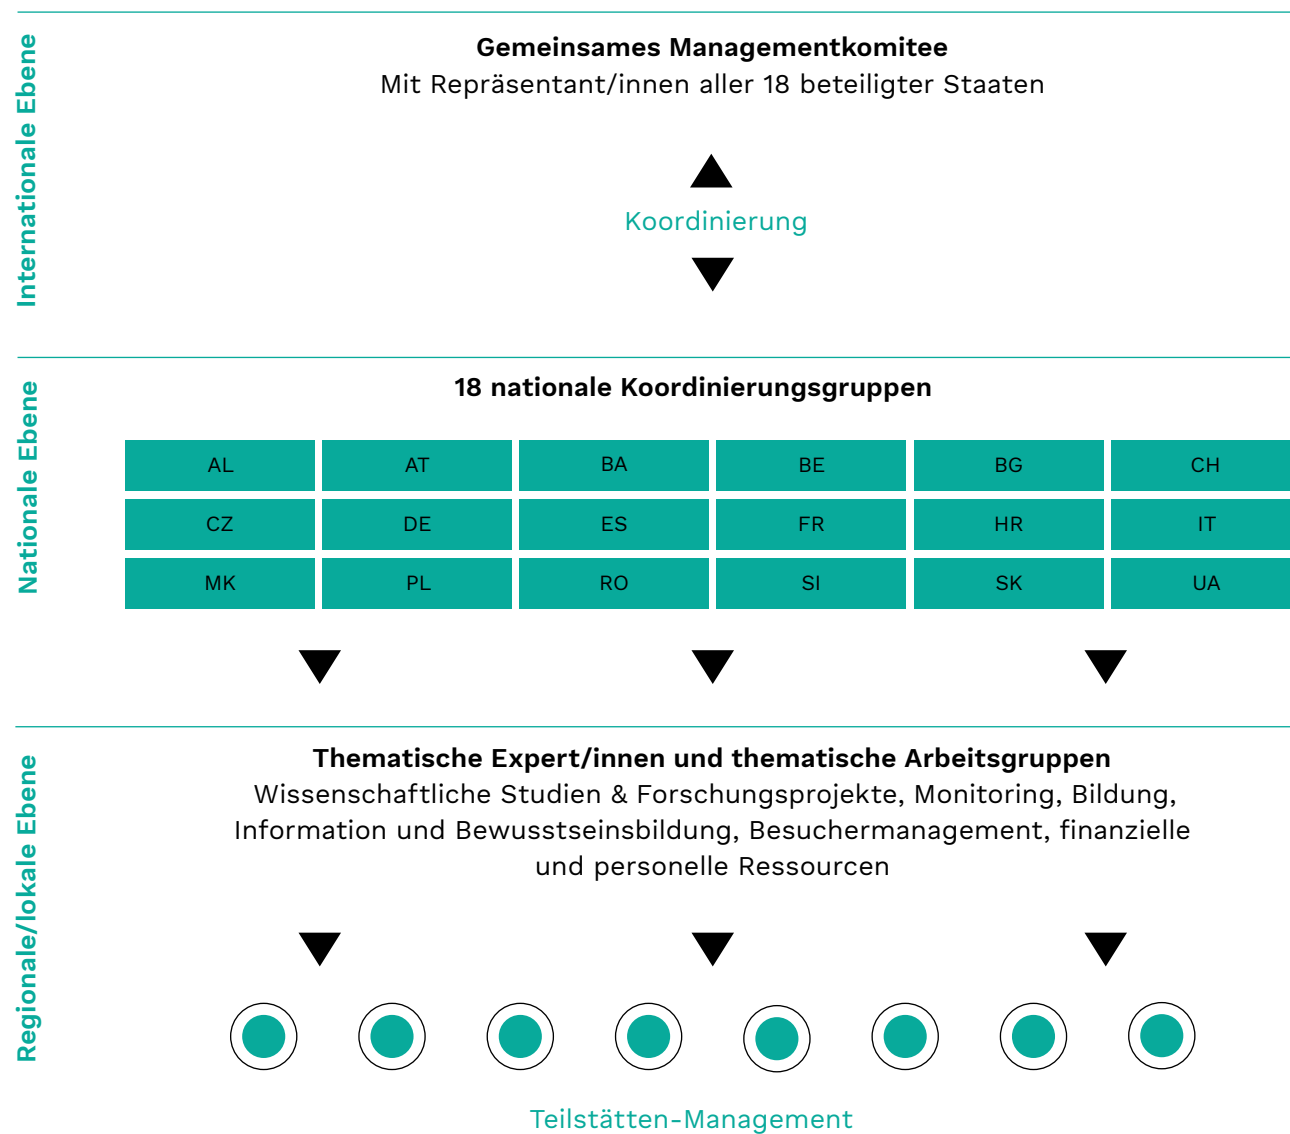 Internationale Ebene
Gemeinsames Managementkomitee
Mit Repräsentant/innen aller 18 beteiligter Staaten
Koordinierung
Nationale Ebene
18 nationale Koordinierungsgruppen
AL AT BA BE BG CH
CZ DE ES FR HR IT
MK PL RO SI SK UA
Regionale/lokale Ebene
Thematische Expert/innen und thematische Arbeitsgruppen
Wissenschaftliche Studien & Forschungsprojekte, Monitoring, Bildung,
Information und Bewusstseinsbildung, Besuchermanagement, finanzielle
und personelle Ressourcen
Teilstätten-Management